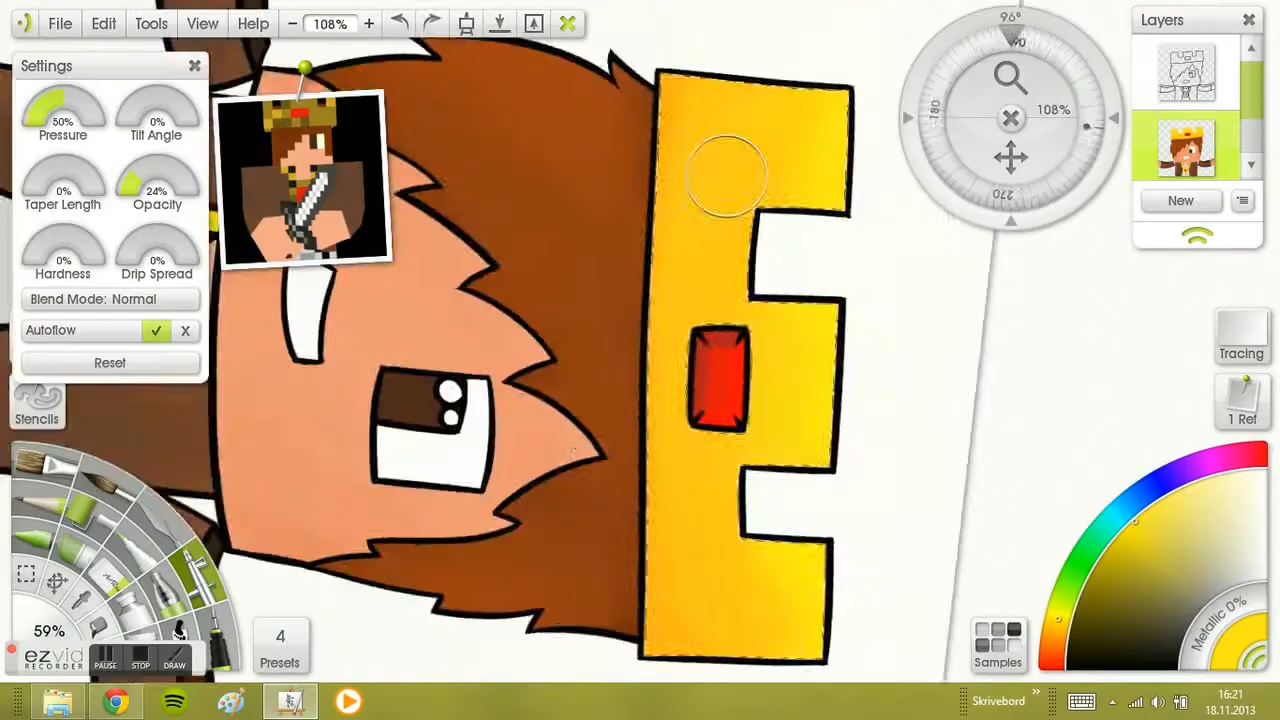 File Edit Tools View Help − 108% +
Settings
50% 0%
Pressure Tilt Angle
0% 24%
Taper Length Opacity
0% 0%
Hardness Drip Spread
Blend Mode: Normal
Autoflow ✓ X
Reset
Stencils
59%
ezvid
RECORDER
PAUSE STOP DRAW
4
Presets
96°
90
180
270
108%
Layers
New
Tracing
1 Ref
Metallic 0%
Samples
Skrivebord
16:21
18.11.2013